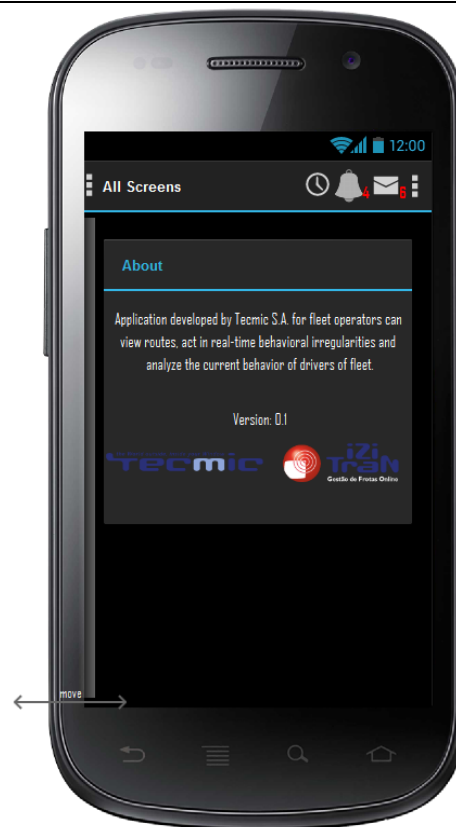 12:00
All Screens
4
6
About
Application developed by Tecmic S.A. for fleet operators can
view routes, act in real-time behavioral irregularities and
analyze the current behavior of drivers of fleet.
Version: 0.1
tecmic
iZi
TraN
Gestão de Frotas Online
move